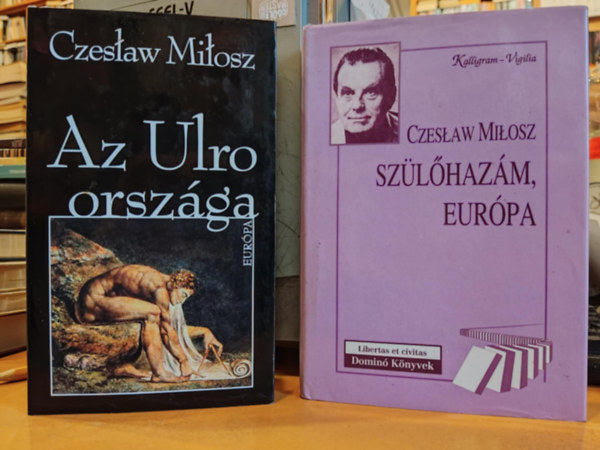 Czesław Miłosz
Az Ulro
országa
EURÓPA
Kalligram – Vigilia
CZESŁAW MIŁOSZ
SZÜLŐHAZÁM,
EURÓPA
Libertas et civitas
Dominó Könyvek